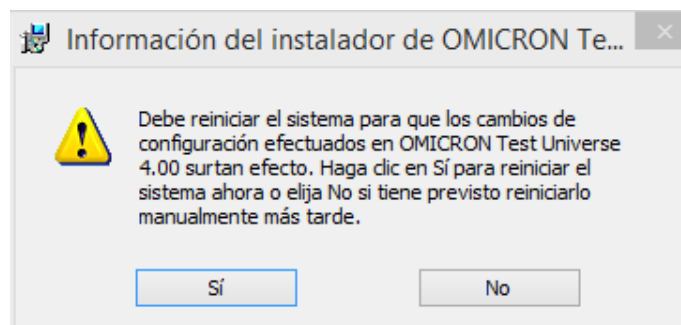 Información del instalador de OMICRON Te...
Debe reiniciar el sistema para que los cambios de
configuración efectuados en OMICRON Test Universe
4.00 surtan efecto. Haga clic en Sí para reiniciar el
sistema ahora o elija No si tiene previsto reiniciarlo
manualmente más tarde.
Sí
No